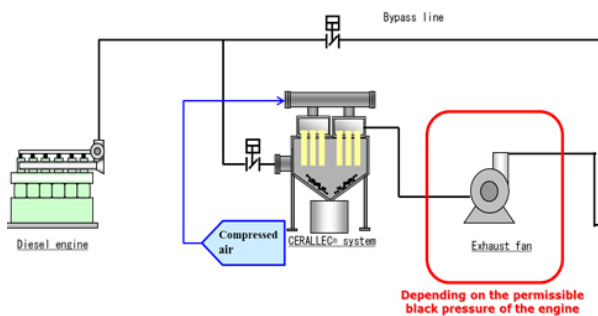 Bypass line
Diesel engine
Compressed
air
CERALLEC= system
Exhaust fan
Depending on the permissible
black pressure of the engine